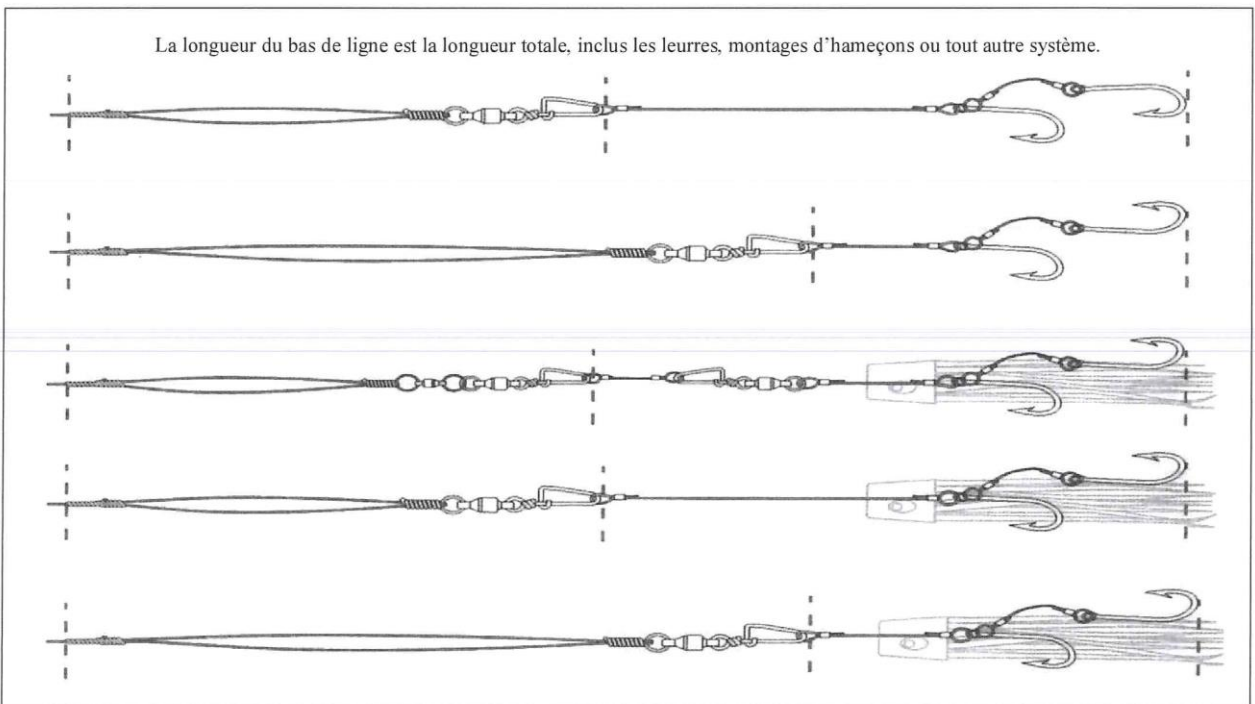 La longueur du bas de ligne est la longueur totale, inclus les leurres, montages d'hameçons ou tout autre système.